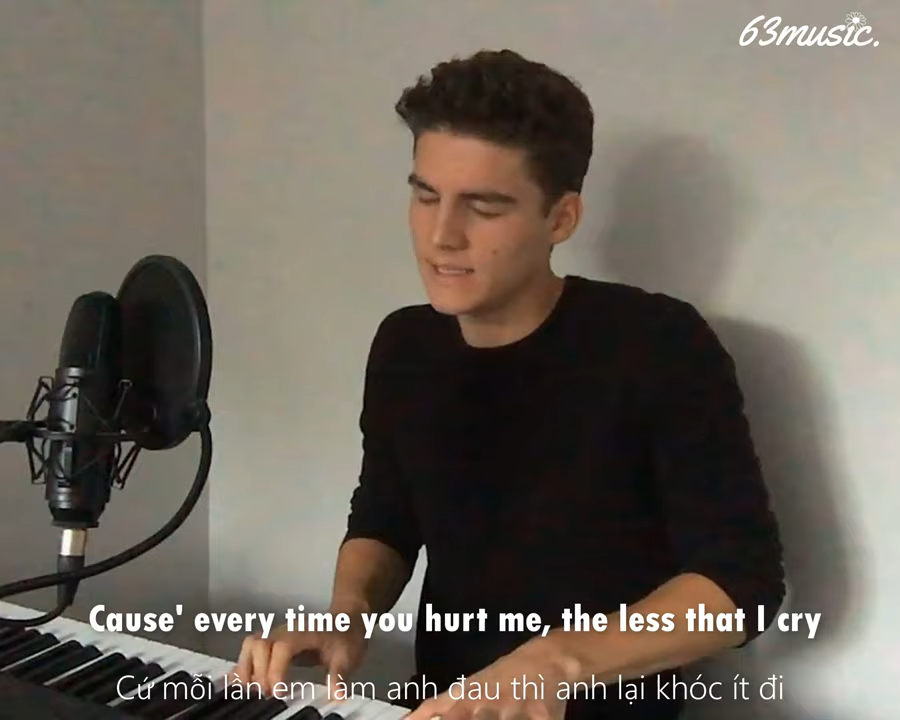 63music.
Cause' every time you hurt me, the less that I cry
Cứ mỗi lần em làm anh đau thì anh lại khóc ít đi